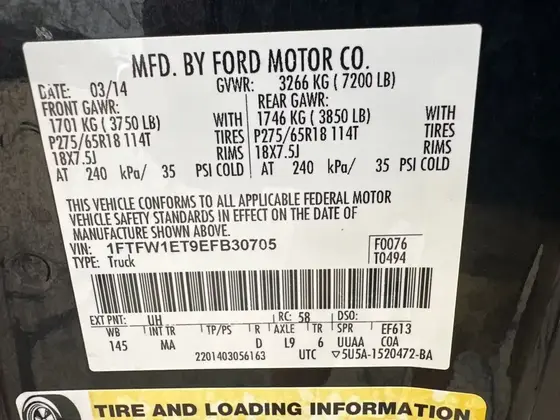 MFD. BY FORD MOTOR CO.
DATE: 03/14 GVWR: 3266 KG ( 7200 LB)
FRONT GAWR: REAR GAWR:
1701 KG ( 3750 LB) WITH 1746 KG ( 3850 LB) WITH
P275/65R18 114T TIRES P275/65R18 114T TIRES
18X7.5J RIMS 18X7.5J RIMS
AT 240 kPa/ 35 PSI COLD AT 240 kPa/ 35 PSI COLD
THIS VEHICLE CONFORMS TO ALL APPLICABLE FEDERAL MOTOR
VEHICLE SAFETY STANDARDS IN EFFECT ON THE DATE OF
MANUFACTURE SHOWN ABOVE.
VIN: 1FTFW1ET9EFB30705 F0076
TYPE: Truck T0494
EXT PNT: UH RC: 58 DSO:
WB INT TR TP/PS R AXLE TR SPR EF613
145 MA D L9 6 UUAA COA
2201403056163 UTC ▽5U5A-1520472-BA
TIRE AND LOADING INFORMATION